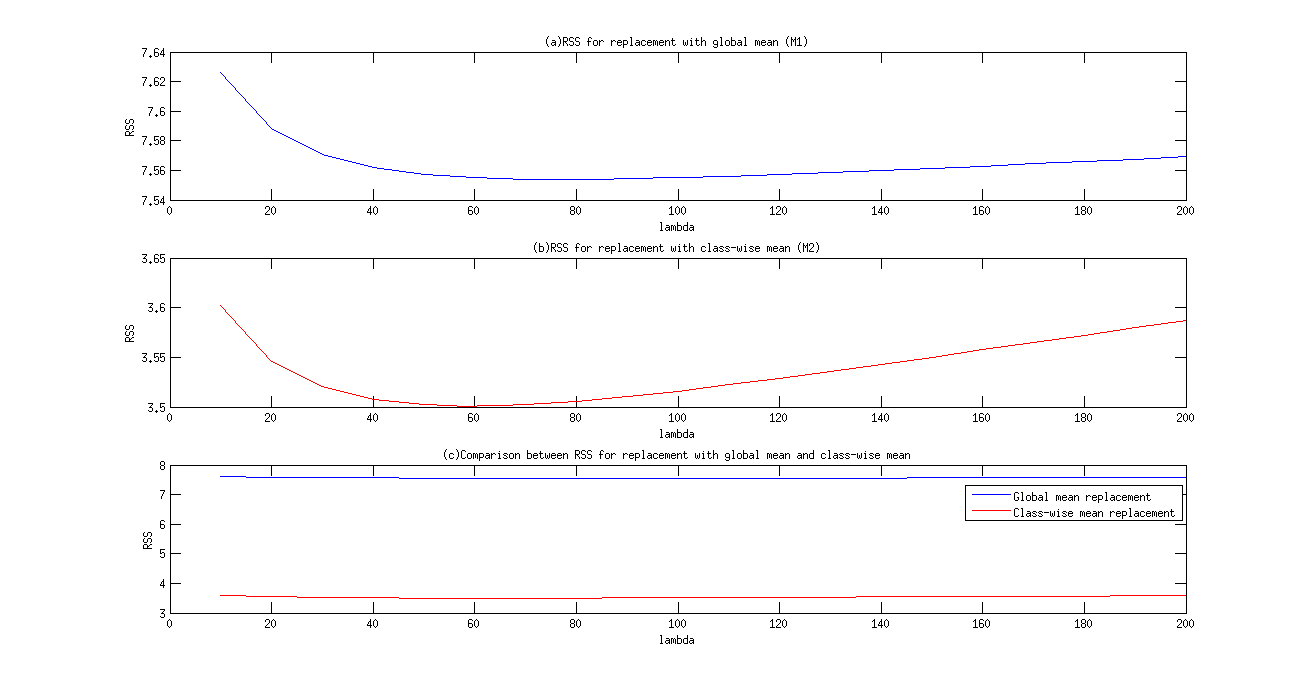 (a)RSS for replacement with global mean (M1)
7.64
7.62
7.6
7.58
7.56
7.54
RSS
0 20 40 60 80 100 120 140 160 180 200
lambda
(b)RSS for replacement with class-wise mean (M2)
3.65
3.6
3.55
3.5
RSS
0 20 40 60 80 100 120 140 160 180 200
lambda
(c)Comparison between RSS for replacement with global mean and class-wise mean
8
7
6
5
4
3
RSS
Global mean replacement
Class-wise mean replacement
0 20 40 60 80 100 120 140 160 180 200
lambda